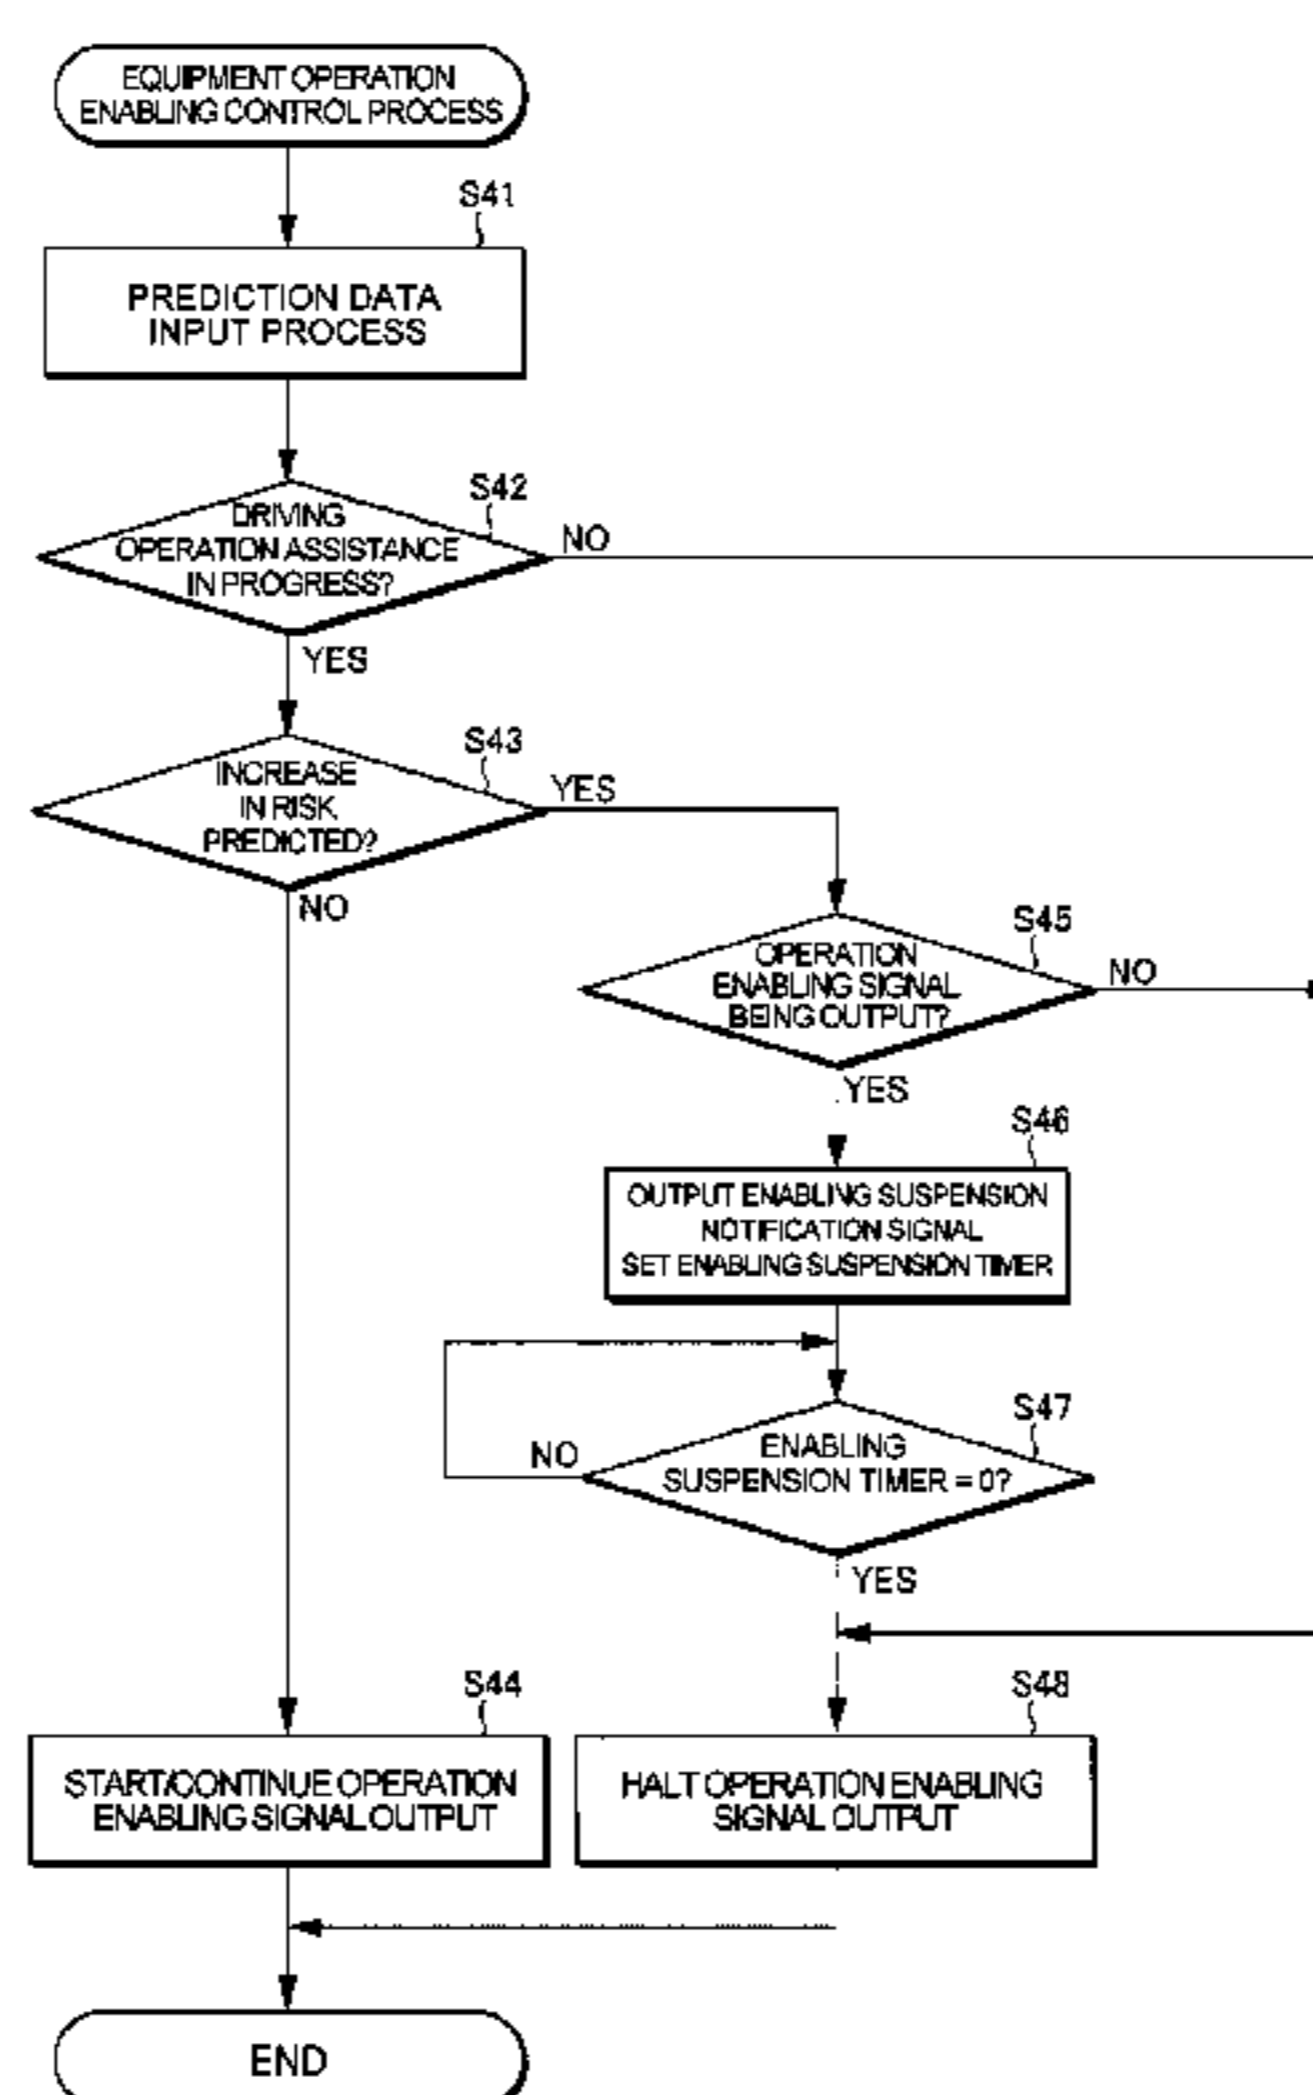 EQUIPMENT OPERATION
ENABLING CONTROL PROCESS
S41
PREDICTION DATA
INPUT PROCESS
S42
DRIVING
OPERATION ASSISTANCE
IN PROGRESS?
NO
YES
S43
INCREASE
IN RISK
PREDICTED?
YES
NO
S45
OPERATION
ENABLING SIGNAL
BEING OUTPUT?
NO
YES
S46
OUTPUT ENABLING SUSPENSION
NOTIFICATION SIGNAL
SET ENABLING SUSPENSION TIMER
S47
ENABLING
SUSPENSION TIMER = 0?
NO
YES
S44
START/CONTINUE OPERATION
ENABLING SIGNAL OUTPUT
S48
HALT OPERATION ENABLING
SIGNAL OUTPUT
END